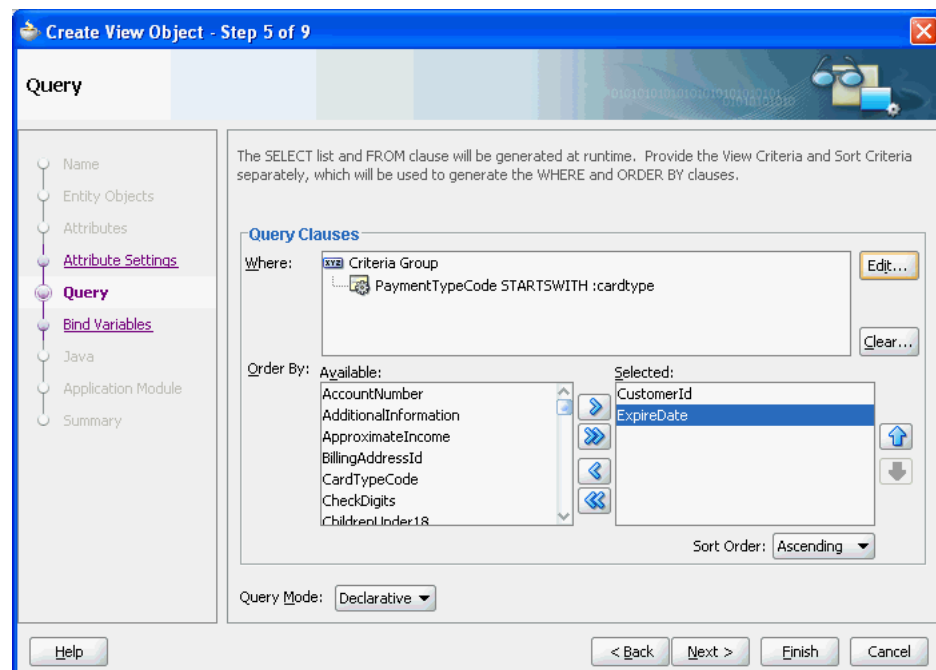 Create View Object - Step 5 of 9
Query
01010101010101010101010101
01010101010
Name
Entity Objects
Attributes
Attribute Settings
Query
Bind Variables
Java
Application Module
Summary
The SELECT list and FROM clause will be generated at runtime. Provide the View Criteria and Sort Criteria
separately, which will be used to generate the WHERE and ORDER BY clauses.
Query Clauses
Where:
XYZ Criteria Group
PaymentTypeCode STARTSWITH :cardtype
Edit...
Clear...
Order By:
Available:
AccountNumber
AdditionalInformation
ApproximateIncome
BillingAddressId
CardTypeCode
CheckDigits
ChildrenUnder18
Selected:
CustomerId
ExpireDate
Sort Order: Ascending
Query Mode: Declarative
Help
< Back
Next >
Finish
Cancel